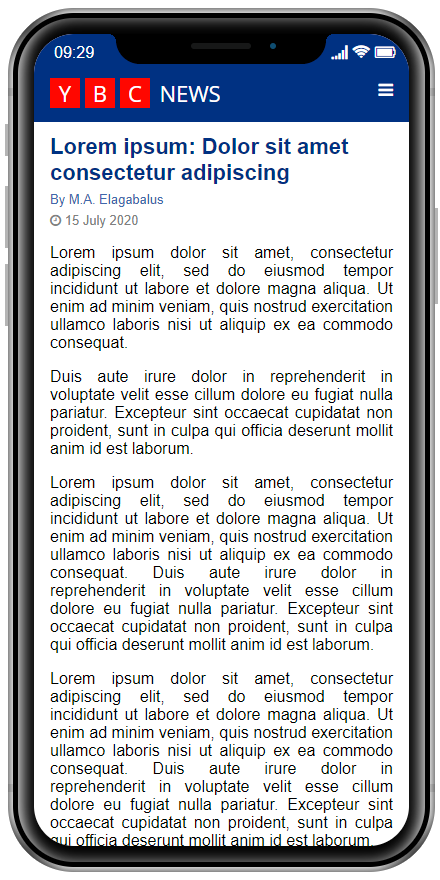 09:29
Y B C NEWS
Lorem ipsum: Dolor sit amet
consectetur adipiscing
By M.A. Elagabalus
15 July 2020
Lorem ipsum dolor sit amet, consectetur
adipiscing elit, sed do eiusmod tempor
incididunt ut labore et dolore magna aliqua. Ut
enim ad minim veniam, quis nostrud exercitation
ullamco laboris nisi ut aliquip ex ea commodo
consequat.
Duis aute irure dolor in reprehenderit in
voluptate velit esse cillum dolore eu fugiat nulla
pariatur. Excepteur sint occaecat cupidatat non
proident, sunt in culpa qui officia deserunt mollit
anim id est laborum.
Lorem ipsum dolor sit amet, consectetur
adipiscing elit, sed do eiusmod tempor
incididunt ut labore et dolore magna aliqua. Ut
enim ad minim veniam, quis nostrud exercitation
ullamco laboris nisi ut aliquip ex ea commodo
consequat. Duis aute irure dolor in
reprehenderit in voluptate velit esse cillum
dolore eu fugiat nulla pariatur. Excepteur sint
occaecat cupidatat non proident, sunt in culpa
qui officia deserunt mollit anim id est laborum.
Lorem ipsum dolor sit amet, consectetur
adipiscing elit, sed do eiusmod tempor
incididunt ut labore et dolore magna aliqua. Ut
enim ad minim veniam, quis nostrud exercitation
ullamco laboris nisi ut aliquip ex ea commodo
consequat. Duis aute irure dolor in
reprehenderit in voluptate velit esse cillum
dolore eu fugiat nulla pariatur. Excepteur sint
occaecat cupidatat non proident, sunt in culpa
qui officia deserunt mollit anim id est laborum.